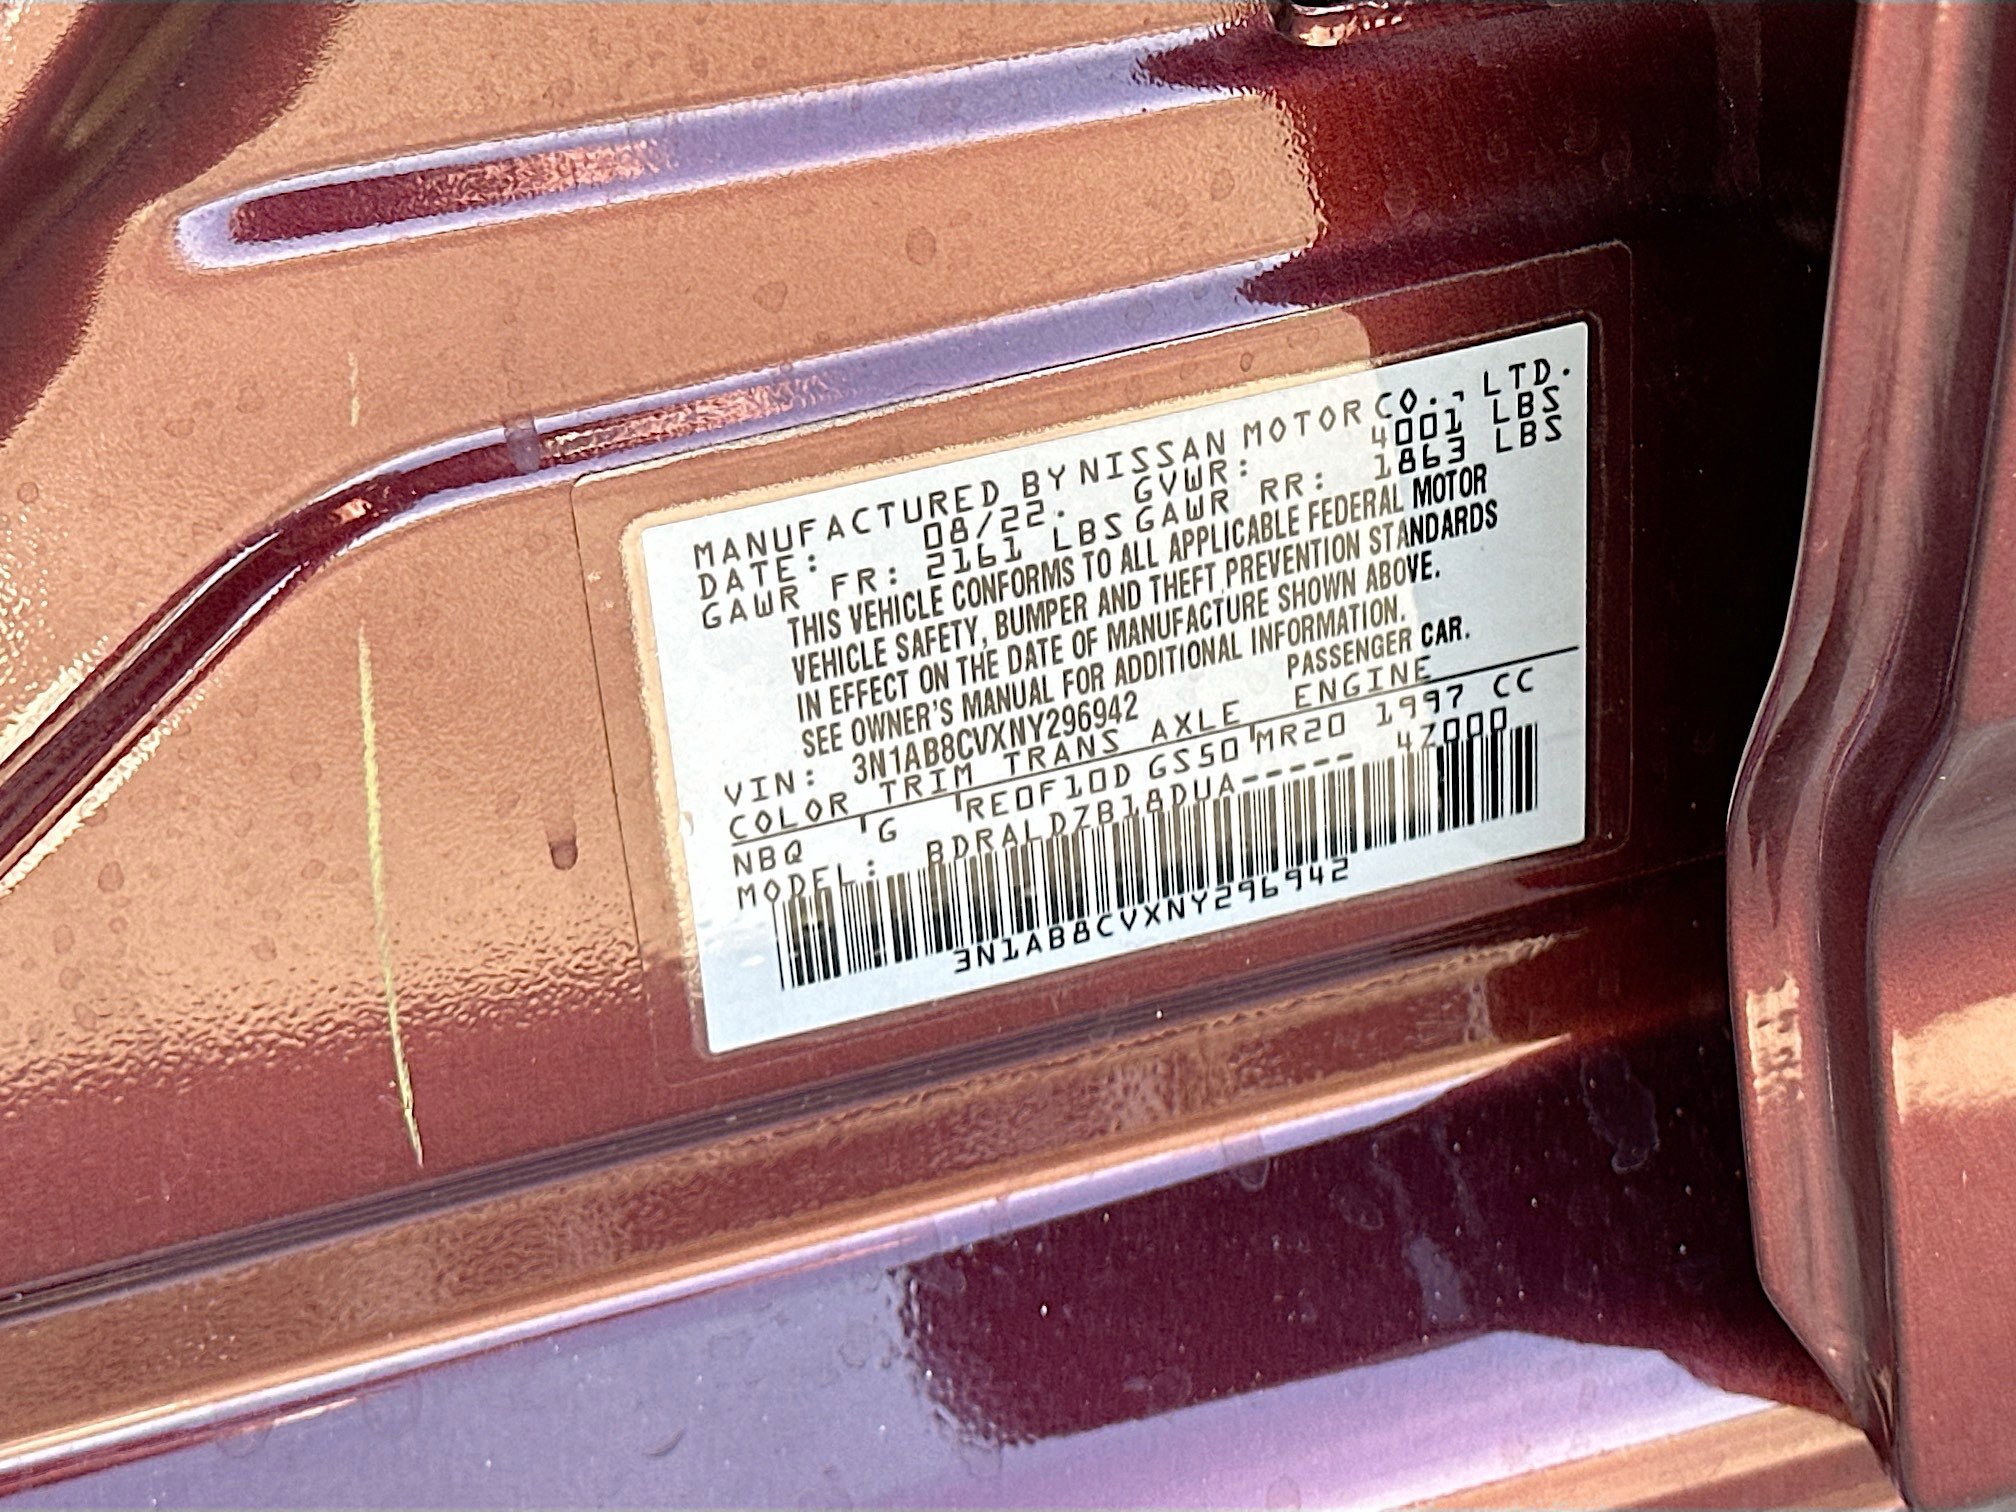 MANUFACTURED BY NISSAN MOTOR CO., LTD.
DATE: 08/22. GVWR: 4001 LBS
GAWR FR: 2161 LBS GAWR RR: 1863 LBS
THIS VEHICLE CONFORMS TO ALL APPLICABLE FEDERAL MOTOR
VEHICLE SAFETY, BUMPER AND THEFT PREVENTION STANDARDS
IN EFFECT ON THE DATE OF MANUFACTURE SHOWN ABOVE.
SEE OWNER'S MANUAL FOR ADDITIONAL INFORMATION.
VIN: 3N1AB8CVXNY296942 PASSENGER CAR.
COLOR TRIM TRANS AXLE ENGINE
NBQ G RE0F10D GS50 MR20 1997 CC
MODEL: BDRALDZB18DUA----- 4Z000
3N1AB8CVXNY296942